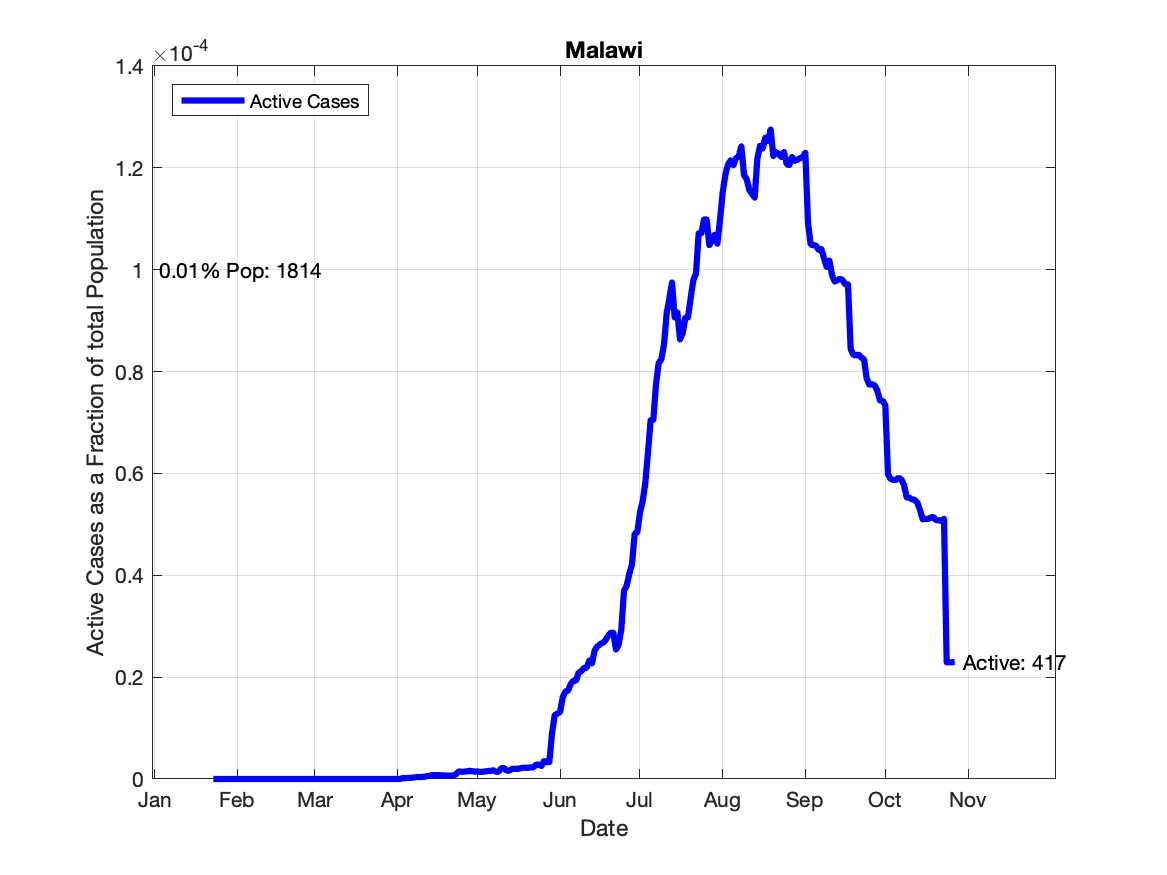 Malawi
×10-4
Active Cases
1.4
1.2
1
0.8
0.6
0.4
0.2
0
0.01% Pop: 1814
Active: 417
Active Cases as a Fraction of total Population
Jan Feb Mar Apr May Jun Jul Aug Sep Oct Nov
Date